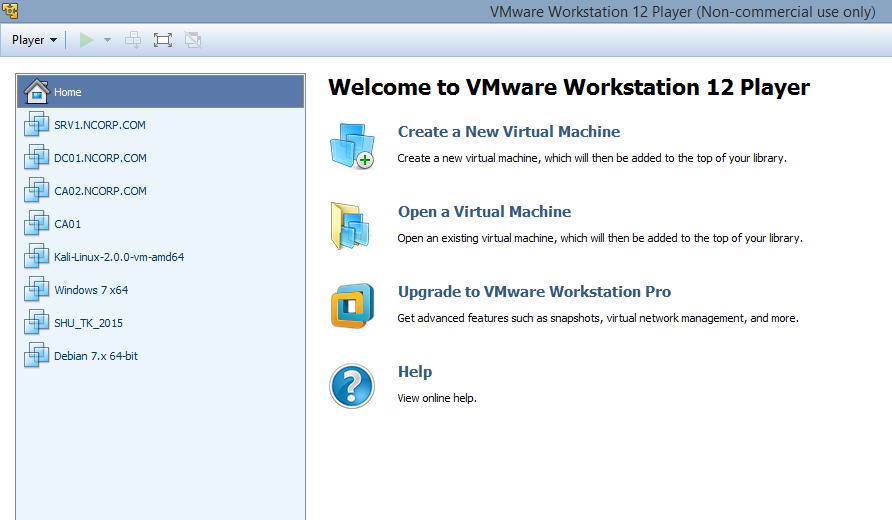 VMware Workstation 12 Player (Non-commercial use only)
Player
Home
SRV1.NCORP.COM
DC01.NCORP.COM
CA02.NCORP.COM
CA01
Kali-Linux-2.0.0-vm-amd64
Windows 7 x64
SHU_TK_2015
Debian 7.x 64-bit
Welcome to VMware Workstation 12 Player
Create a New Virtual Machine
Create a new virtual machine, which will then be added to the top of your library.
Open a Virtual Machine
Open an existing virtual machine, which will then be added to the top of your library.
Upgrade to VMware Workstation Pro
Get advanced features such as snapshots, virtual network management, and more.
Help
View online help.